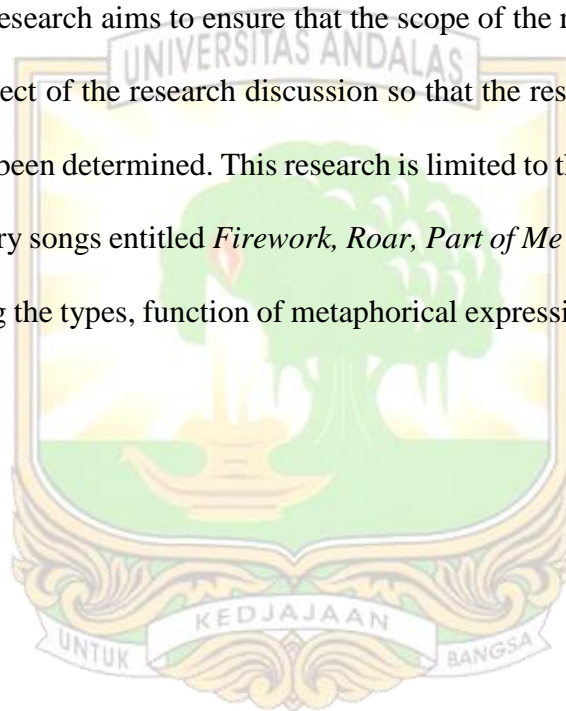 esearch aims to ensure that the scope of the r
UNIVERSITAS ANDALAS
ect of the research discussion so that the res
been determined. This research is limited to th
ry songs entitled Firework, Roar, Part of Me
g the types, function of metaphorical expressi
KEDJAJAAN
UNTUK BANGSA